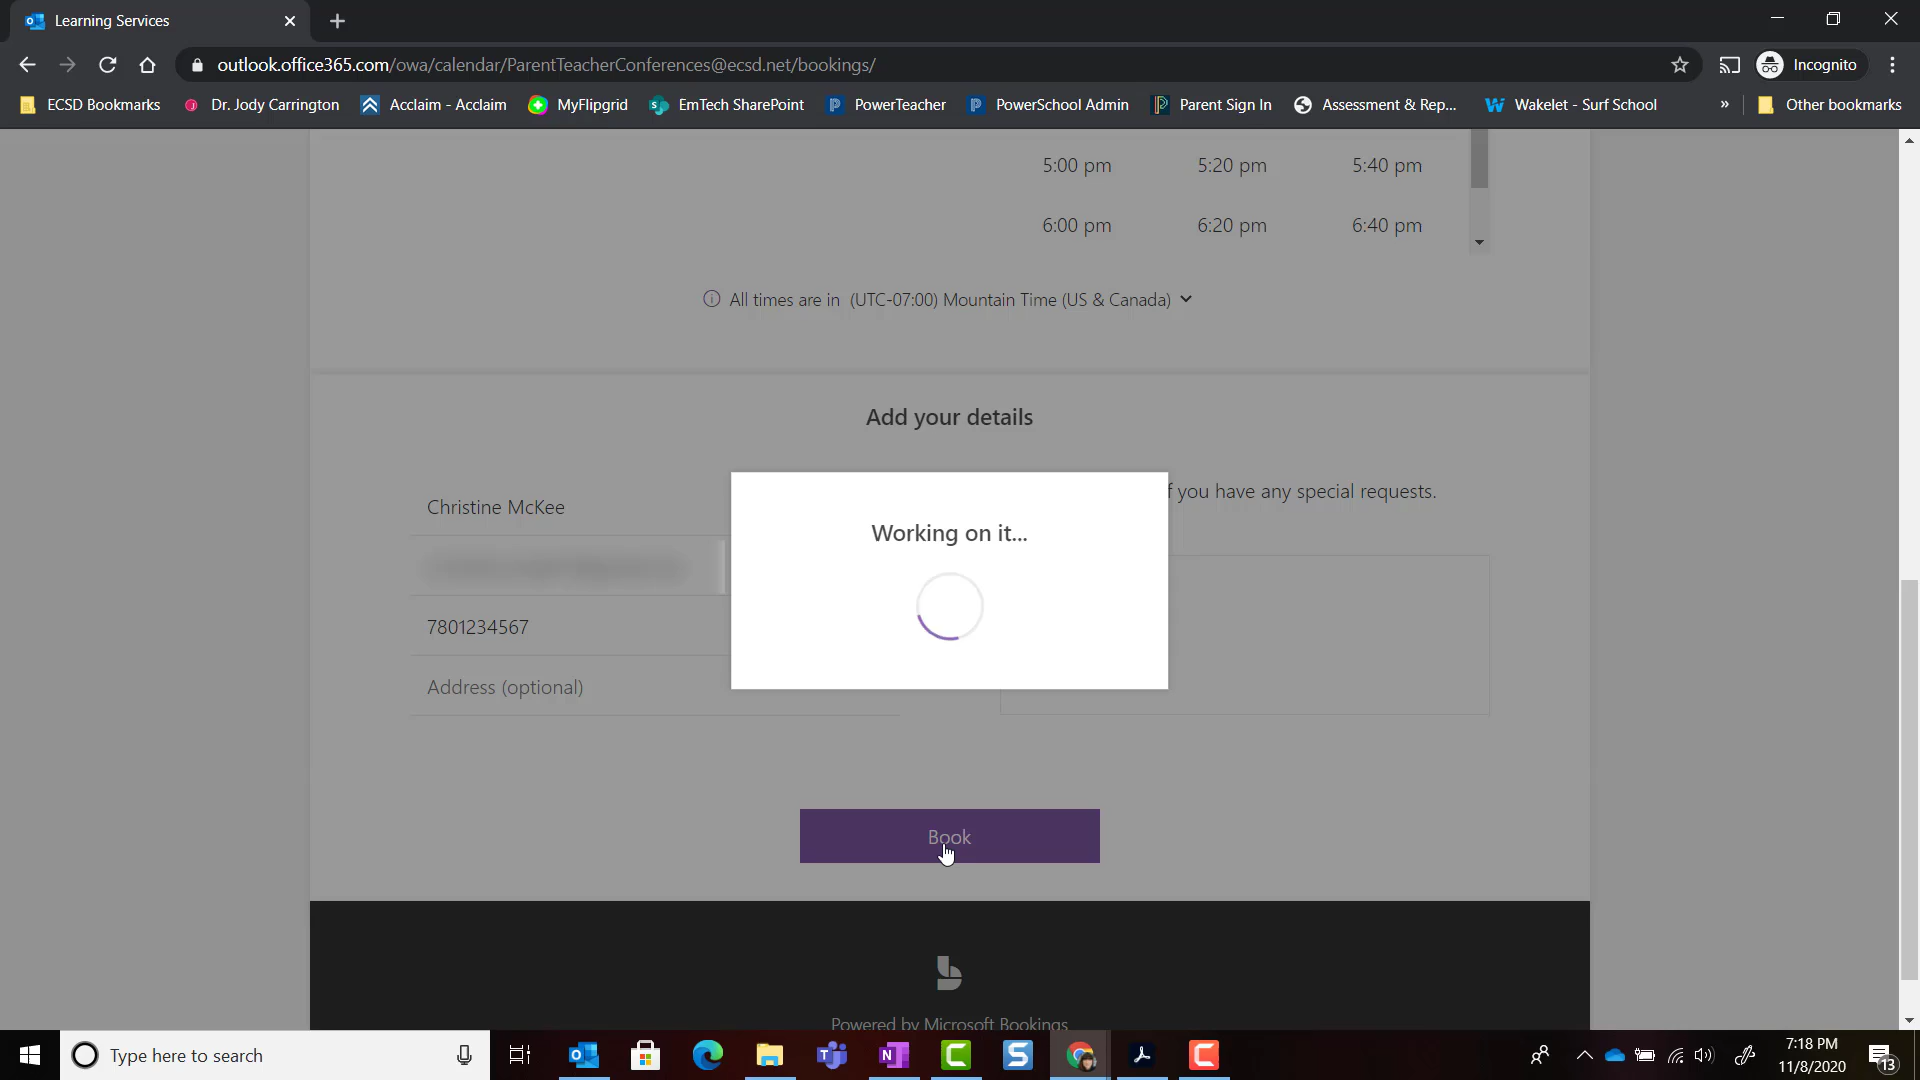 Learning Services
outlook.office365.com/owa/calendar/ParentTeacherConferences@ecsd.net/bookings/
Incognito
ECSD Bookmarks
Dr. Jody Carrington
Acclaim - Acclaim
MyFlipgrid
EmTech SharePoint
PowerTeacher
PowerSchool Admin
Parent Sign In
Assessment & Rep...
Wakelet - Surf School
»
Other bookmarks
5:00 pm 5:20 pm 5:40 pm
6:00 pm 6:20 pm 6:40 pm
All times are in (UTC-07:00) Mountain Time (US & Canada)
Add your details
Christine McKee
you have any special requests.
Working on it...
7801234567
Address (optional)
Book
Powered by Microsoft Bookings
Type here to search
7:18 PM
11/8/2020
13